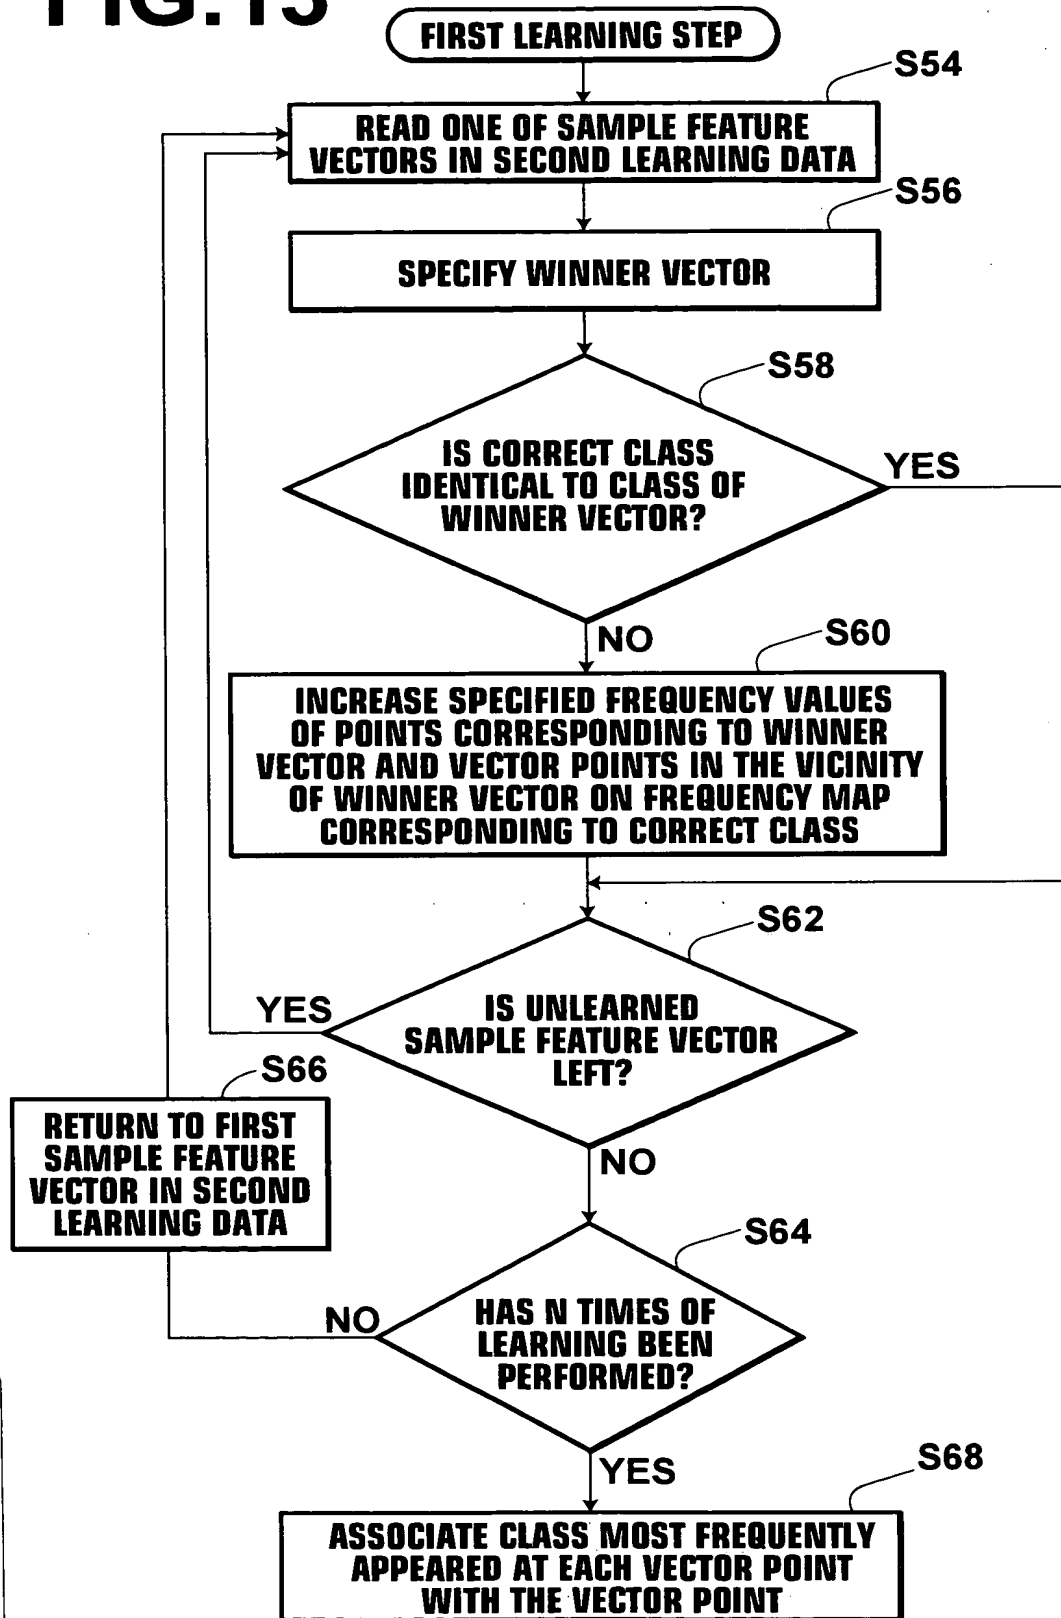 FIG.13
FIRST LEARNING STEP
S54
READ ONE OF SAMPLE FEATURE
VECTORS IN SECOND LEARNING DATA
S56
SPECIFY WINNER VECTOR
S58
IS CORRECT CLASS
IDENTICAL TO CLASS OF
WINNER VECTOR?
YES
NO
S60
INCREASE SPECIFIED FREQUENCY VALUES
OF POINTS CORRESPONDING TO WINNER
VECTOR AND VECTOR POINTS IN THE VICINITY
OF WINNER VECTOR ON FREQUENCY MAP
CORRESPONDING TO CORRECT CLASS
S62
YES
IS UNLEARNED
SAMPLE FEATURE VECTOR
LEFT?
S66
RETURN TO FIRST
SAMPLE FEATURE
VECTOR IN SECOND
LEARNING DATA
NO
S64
NO
HAS N TIMES OF
LEARNING BEEN
PERFORMED?
YES
S68
ASSOCIATE CLASS MOST FREQUENTLY
APPEARED AT EACH VECTOR POINT
WITH THE VECTOR POINT